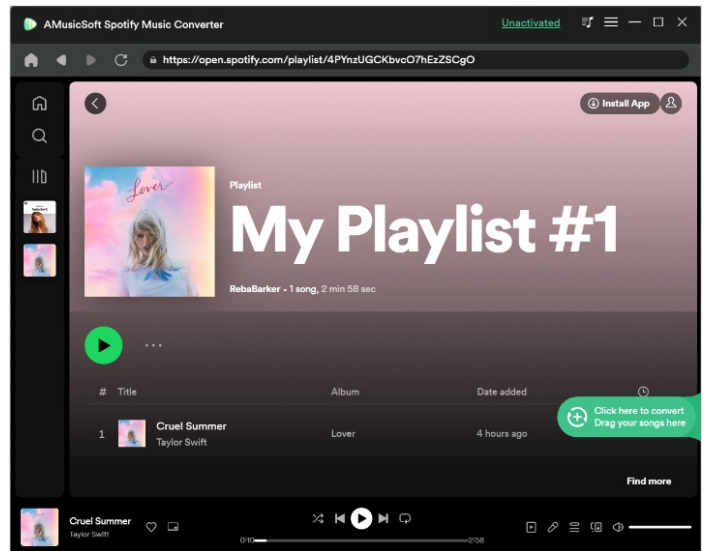 AMusicSoft Spotify Music Converter
Unactivated
https://open.spotify.com/playlist/4PYnzUGCKbvcO7hEzZSCgO
Install App
Lover
Playlist
My Playlist #1
RebaBarker • 1 song, 2 min 58 sec
# Title Album Date added
Click here to convert
Drag your songs here
1 Cruel Summer Lover 4 hours ago
Taylor Swift
Find more
Cruel Summer
Taylor Swift
0:10 2:58